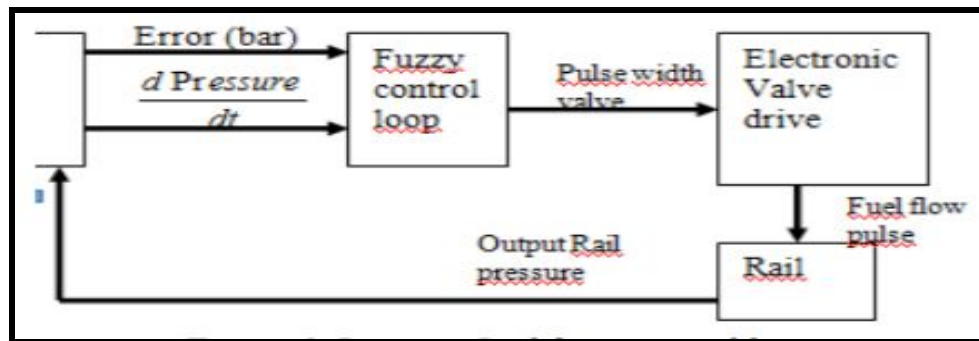 Error (bar)
d Pressure
dt
Fuzzy
control
loop
Pulse width
valve
Electronic
Valve
drive
Fuel flow
pulse
Output Rail
pressure
Rail